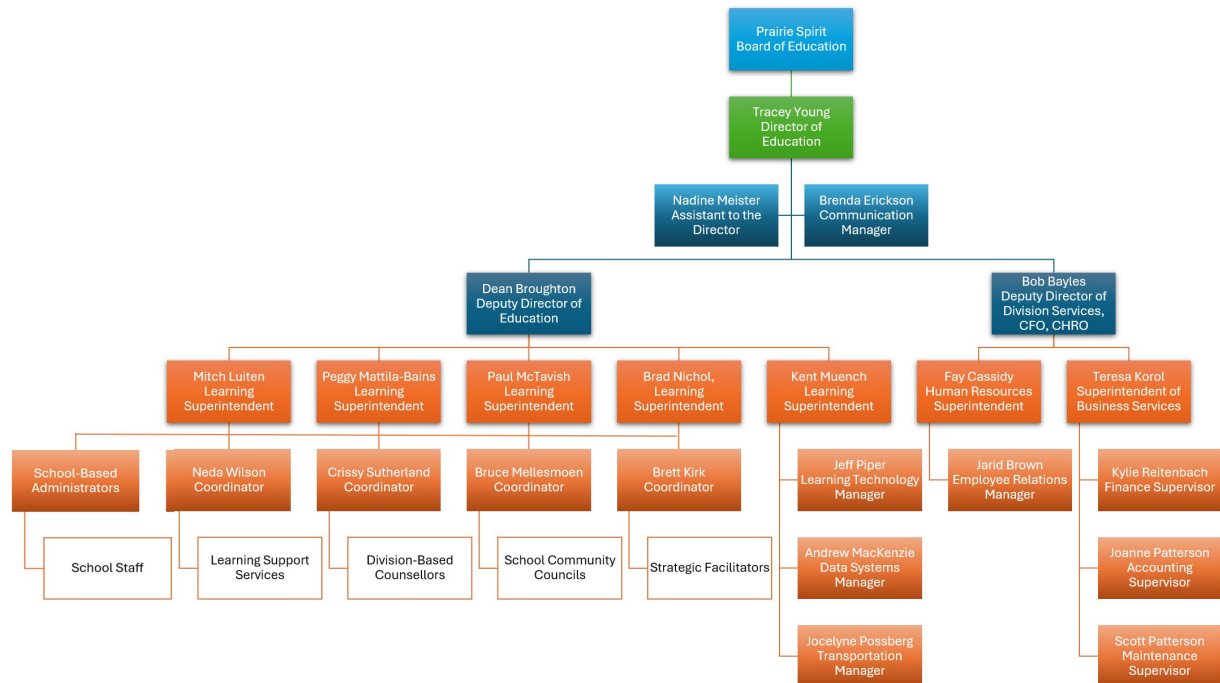 Prairie Spirit
Board of Education
Tracey Young
Director of
Education
Nadine Meister
Assistant to the
Director
Brenda Erickson
Communication
Manager
Dean Broughton
Deputy Director of
Education
Bob Bayles
Deputy Director of
Division Services,
CFO, CHRO
Mitch Luiten
Learning
Superintendent
Peggy Mattila-Bains
Learning
Superintendent
Paul McTavish
Learning
Superintendent
Brad Nichol,
Learning
Superintendent
Kent Muench
Learning
Superintendent
Fay Cassidy
Human Resources
Superintendent
Teresa Korol
Superintendent of
Business Services
School-Based
Administrators
Neda Wilson
Coordinator
Crissy Sutherland
Coordinator
Bruce Mellesmoen
Coordinator
Brett Kirk
Coordinator
Jeff Piper
Learning Technology
Manager
Jarid Brown
Employee Relations
Manager
Kylie Reitenbach
Finance Supervisor
School Staff
Learning Support
Services
Division-Based
Counsellors
School Community
Councils
Strategic Facilitators
Andrew MacKenzie
Data Systems
Manager
Joanne Patterson
Accounting
Supervisor
Jocelyne Possberg
Transportation
Manager
Scott Patterson
Maintenance
Supervisor